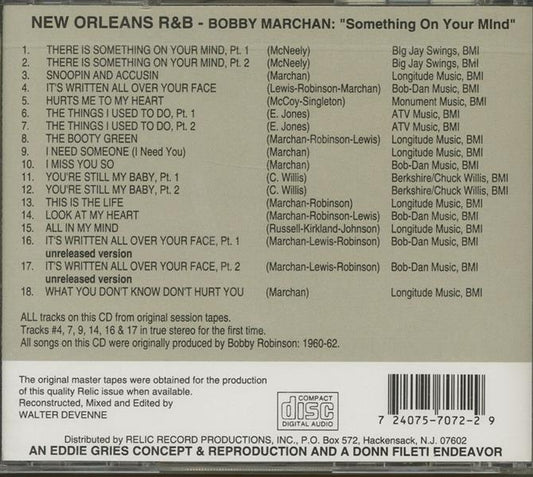 NEW ORLEANS R&B - BOBBY MARCHAN: "Something On Your MInd"
1. THERE IS SOMETHING ON YOUR MIND, Pt. 1 (McNeely) Big Jay Swings, BMI
2. THERE IS SOMETHING ON YOUR MIND, Pt. 2 (McNeely) Big Jay Swings, BMI
3. SNOOPIN AND ACCUSIN (Marchan) Longitude Music, BMI
4. IT'S WRITTEN ALL OVER YOUR FACE (Lewis-Robinson-Marchan) Bob-Dan Music, BMI
5. HURTS ME TO MY HEART (McCoy-Singleton) Monument Music, BMI
6. THE THINGS I USED TO DO, Pt. 1 (E. Jones) ATV Music, BMI
7. THE THINGS I USED TO DO, Pt. 2 (E. Jones) ATV Music, BMI
8. THE BOOTY GREEN (Marchan-Robinson-Lewis) Longitude Music, BMI
9. I NEED SOMEONE (I Need You) (Marchan) Longitude Music, BMI
10. I MISS YOU SO (Marchan) Bob-Dan Music, BMI
11. YOU'RE STILL MY BABY, Pt. 1 (C. Willis) Berkshire/Chuck Willis, BMI
12. YOU'RE STILL MY BABY, Pt. 2 (C. Willis) Berkshire/Chuck Willis, BMI
13. THIS IS THE LIFE (Marchan-Robinson) Longitude Music, BMI
14. LOOK AT MY HEART (Marchan-Robinson-Lewis) Bob-Dan Music, BMI
15. ALL IN MY MIND (Russell-Kirkland-Johnson) Longitude Music, BMI
16. IT'S WRITTEN ALL OVER YOUR FACE, Pt. 1 (Marchan-Lewis-Robinson) Bob-Dan Music, BMI
unreleased version
17. IT'S WRITTEN ALL OVER YOUR FACE, Pt. 2 (Marchan-Lewis-Robinson) Bob-Dan Music, BMI
unreleased version
18. WHAT YOU DON'T KNOW DON'T HURT YOU (Marchan) Longitude Music, BMI
ALL tracks on this CD from original session tapes.
Tracks #4, 7, 9, 14, 16 & 17 in true stereo for the first time.
All songs on this CD were originally produced by Bobby Robinson: 1960-62.
The original master tapes were obtained for the production
of this quality Relic issue when available.
Reconstructed, Mixed and Edited by
WALTER DEVENNE
COMPACT
disc
DIGITAL AUDIO
7 24075-7072-2 9
Distributed by RELIC RECORD PRODUCTIONS, INC., P.O. Box 572, Hackensack, N.J. 07602
AN EDDIE GRIES CONCEPT & REPRODUCTION AND A DONN FILETI ENDEAVOR